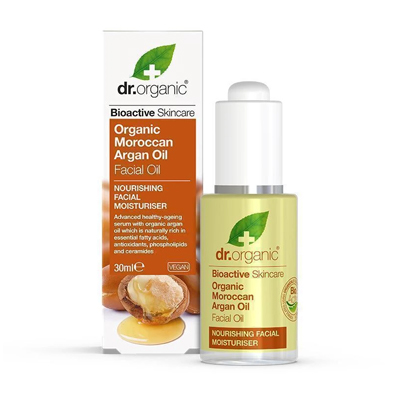 dr.organic®
Bioactive Skincare
Organic
Moroccan
Argan Oil
Facial Oil
NOURISHING
FACIAL
MOISTURISER
Advanced healthy-ageing
serum with organic argan
oil which is naturally rich in
essential fatty acids,
antioxidants, phospholipids
and ceramides
30ml℮
VEGAN
dr.organic®
Bioactive Skincare
Organic
Moroccan
Argan Oil
Facial Oil
NOURISHING FACIAL
MOISTURISER
Bio